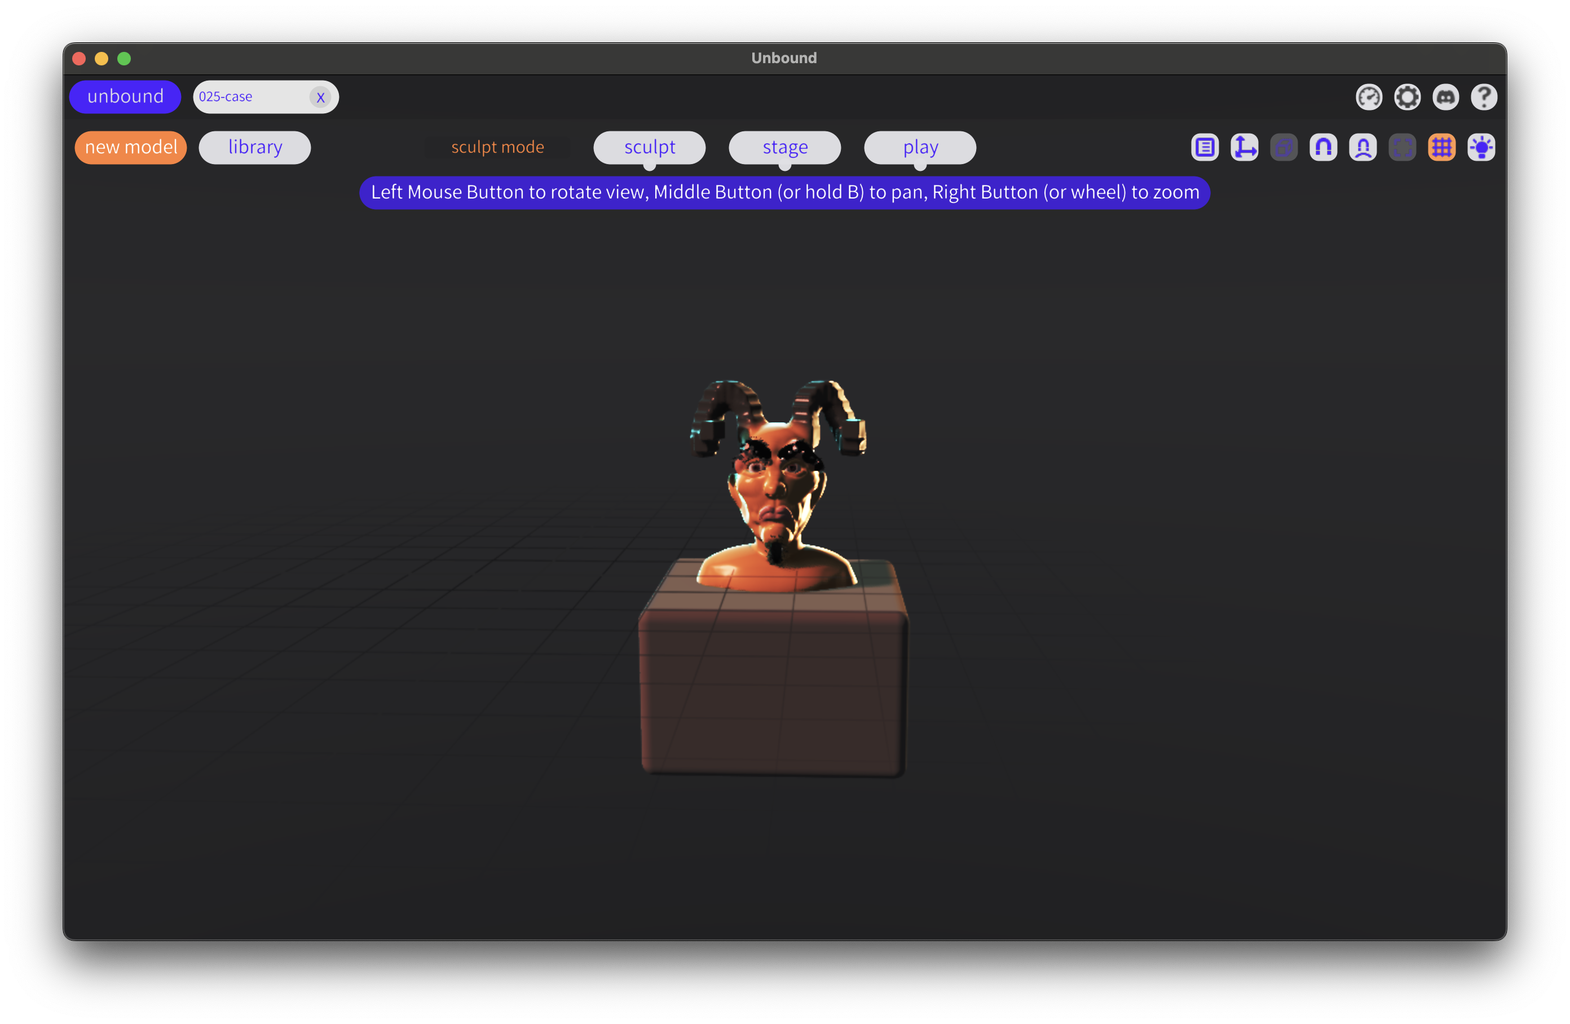 Unbound
unbound
025-case
X
new model
library
sculpt mode
sculpt
stage
play
Left Mouse Button to rotate view, Middle Button (or hold B) to pan, Right Button (or wheel) to zoom